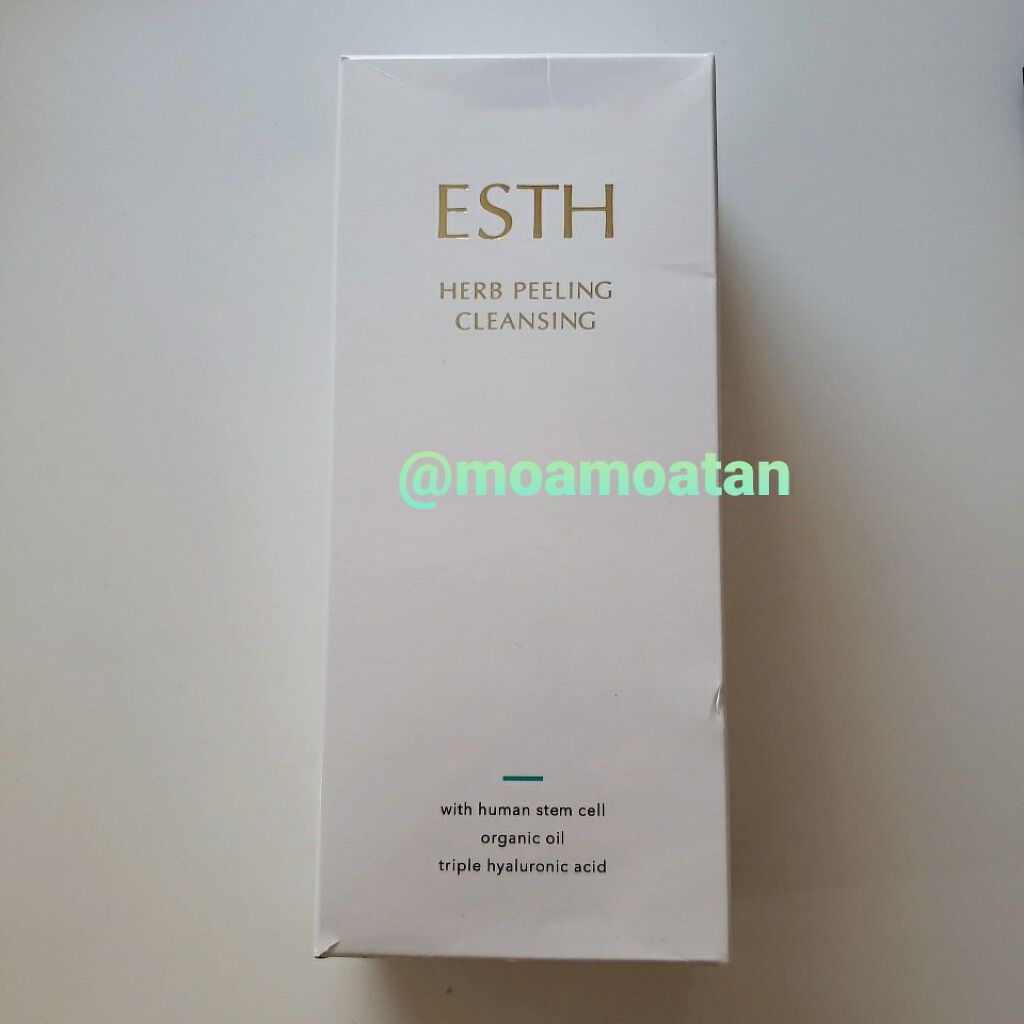 ESTH
HERB PEELING
CLEANSING
@moamoatan
with human stem cell
organic oil
triple hyaluronic acid